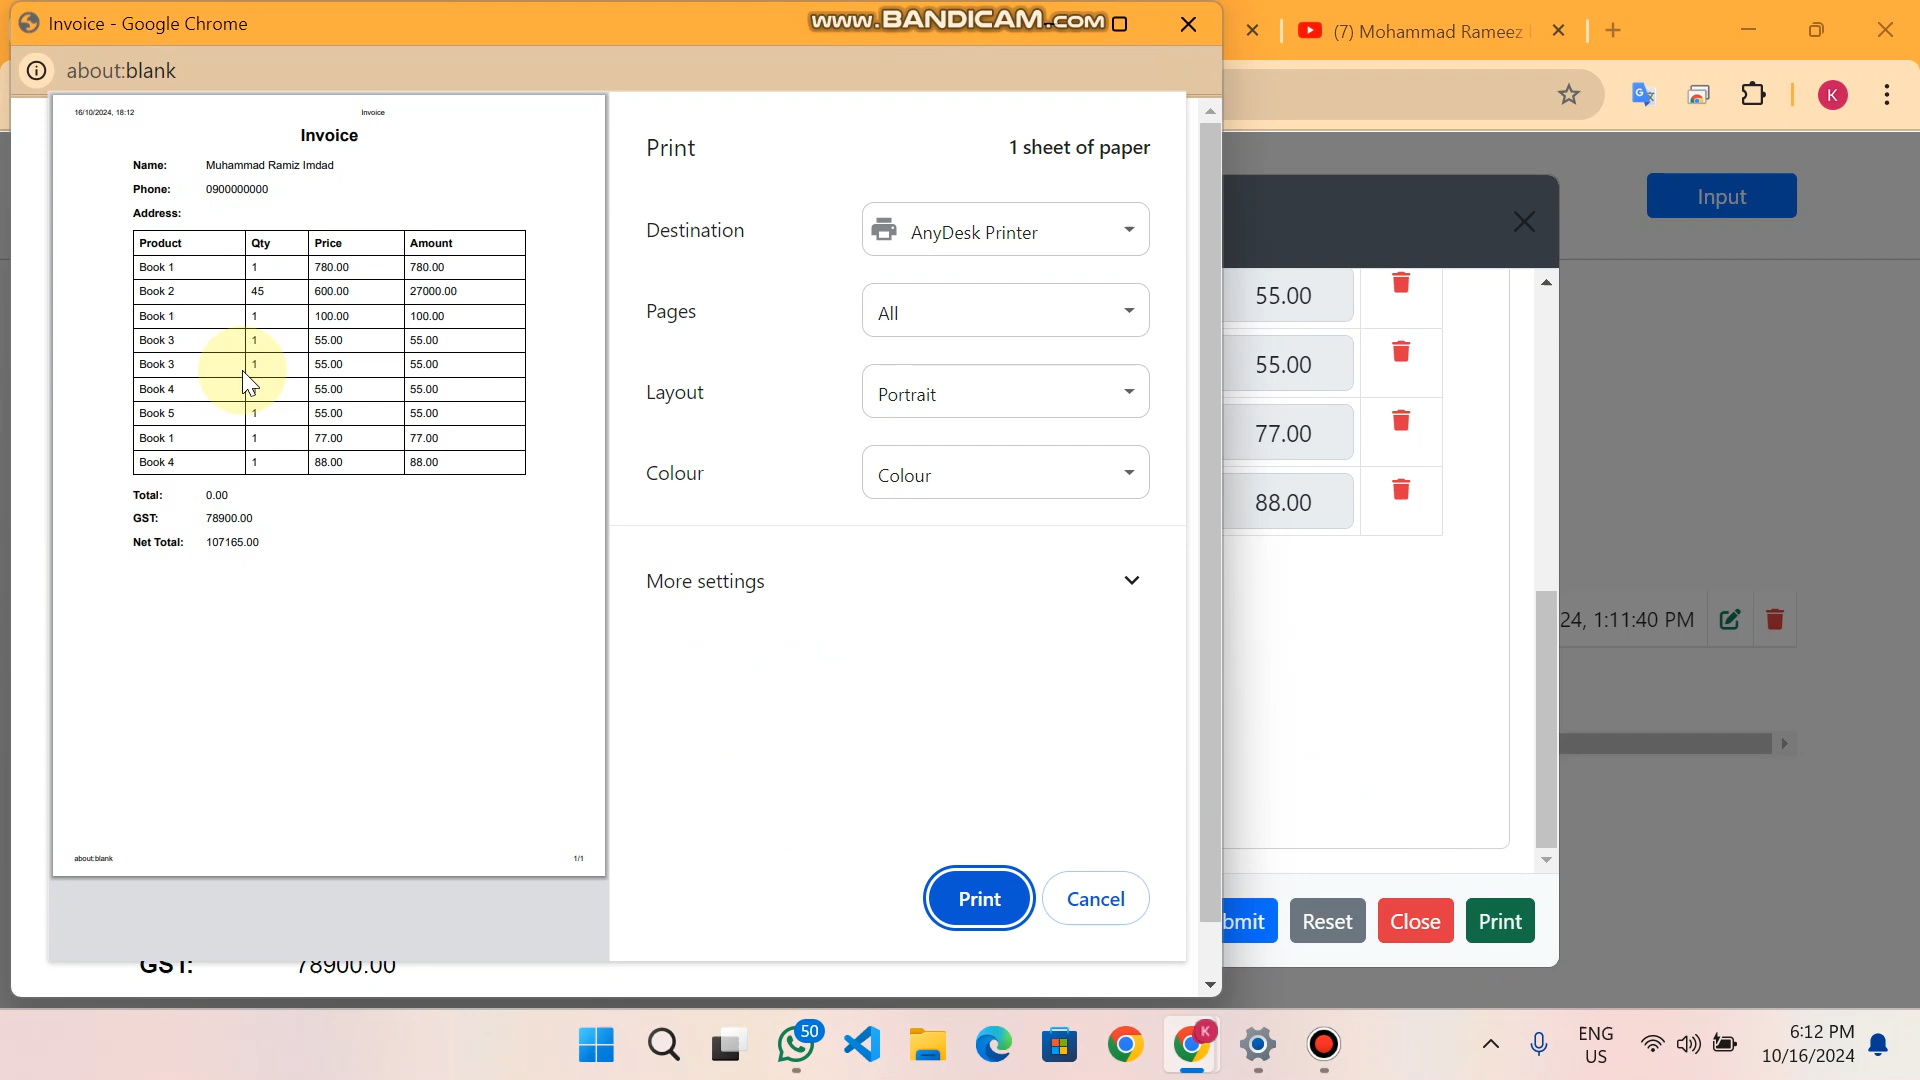 Invoice - Google Chrome
www.BANDICAM.com
(7) Mohammad Rameez
about:blank
K
16/10/2024, 18:12
Invoice
Invoice
Name: Muhammad Ramiz Imdad
Phone: 0900000000
Address:
Product Qty Price Amount
Book 1 1 780.00 780.00
Book 2 45 600.00 27000.00
Book 1 1 100.00 100.00
Book 3 1 55.00 55.00
Book 3 1 55.00 55.00
Book 4 55.00 55.00
Book 5 1 55.00 55.00
Book 1 1 77.00 77.00
Book 4 1 88.00 88.00
Total: 0.00
GST: 78900.00
Net Total: 107165.00
about:blank
1/1
Print
1 sheet of paper
Destination
AnyDesk Printer
Pages
All
Layout
Portrait
Colour
Colour
More settings
Print
Cancel
GST: 78900.00
Input
55.00
55.00
77.00
88.00
24, 1:11:40 PM
bmit
Reset
Close
Print
50
K
ENG
US
6:12 PM
10/16/2024